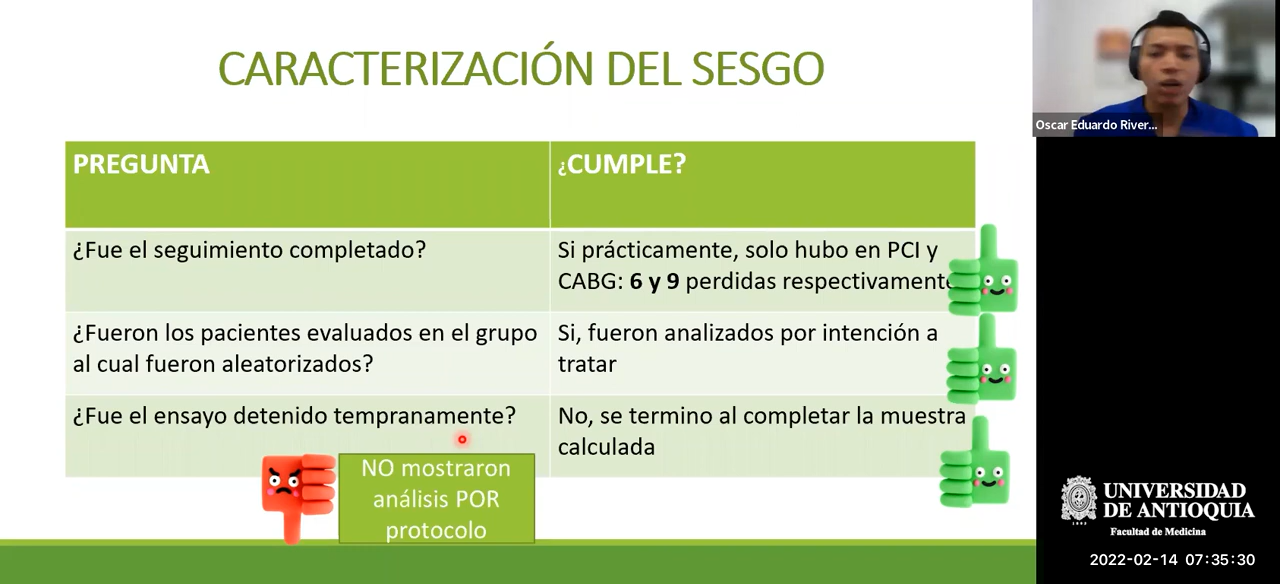 CARACTERIZACIÓN DEL SESGO
PREGUNTA
¿CUMPLE?
¿Fue el seguimiento completado?
Si prácticamente, solo hubo en PCI y
CABG: 6 y 9 perdidas respectivamente
¿Fueron los pacientes evaluados en el grupo
al cual fueron aleatorizados?
Si, fueron analizados por intención a
tratar
¿Fue el ensayo detenido tempranamente?
No, se termino al completar la muestra
calculada
NO mostraron
análisis POR
protocolo
Oscar Eduardo River...
UNIVERSIDAD
DE ANTIOQUIA
1803
Facultad de Medicina
2022-02-14 07:35:30